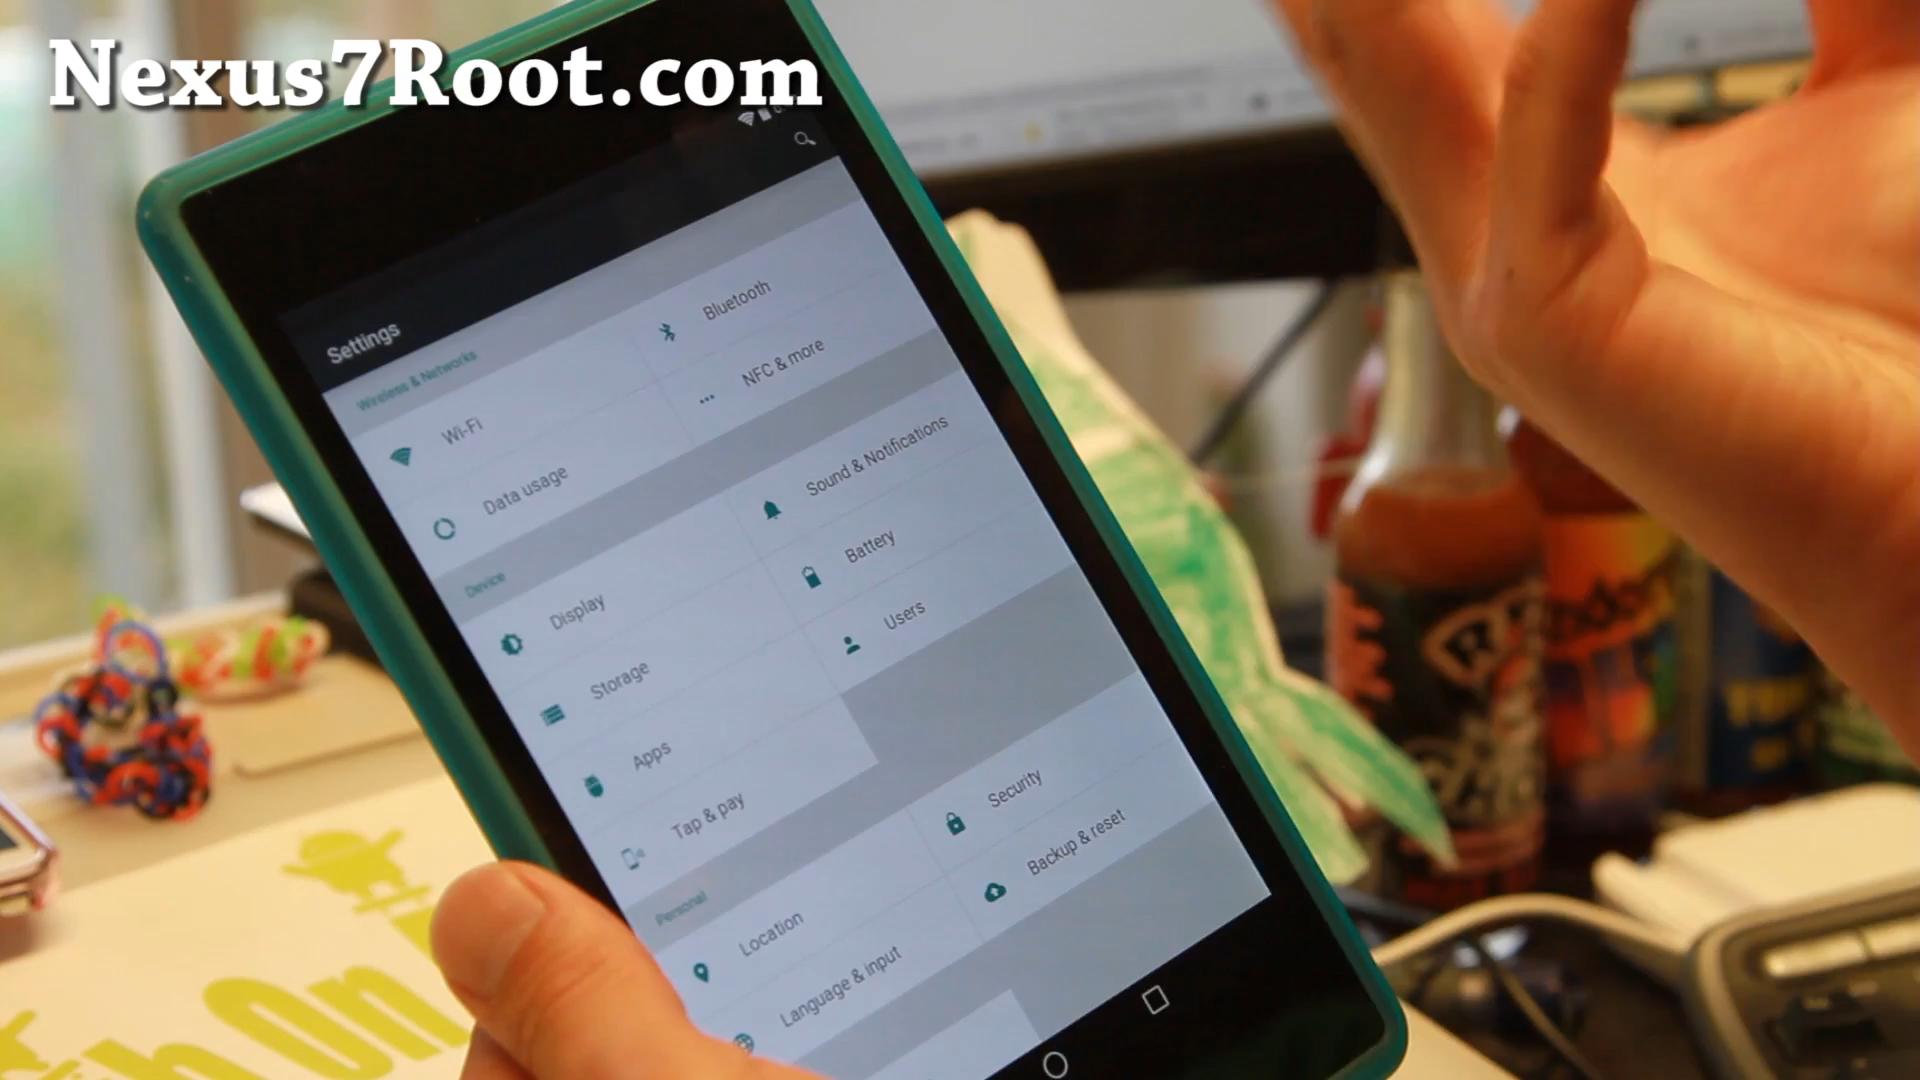 Nexus7Root.com
Settings
Wireless & Networks
Wi-Fi
Bluetooth
Data usage
NFC & more
Device
Display
Sound & Notifications
Storage
Battery
Apps
Users
Tap & pay
Personal
Location
Security
Language & input
Backup & reset
On